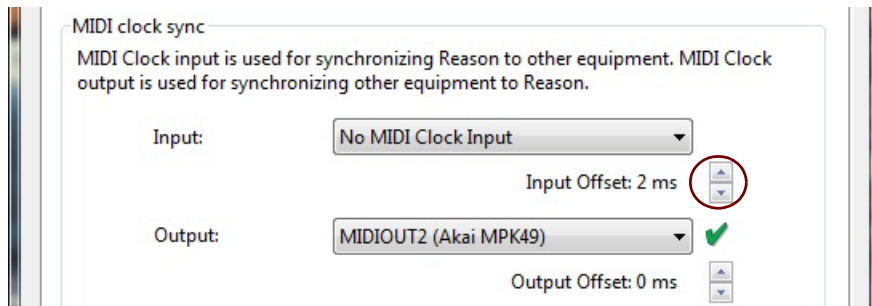 MIDI clock sync
MIDI Clock input is used for synchronizing Reason to other equipment. MIDI Clock
output is used for synchronizing other equipment to Reason.
Input:
No MIDI Clock Input
Input Offset: 2 ms
Output:
MIDIOUT2 (Akai MPK49)
Output Offset: 0 ms